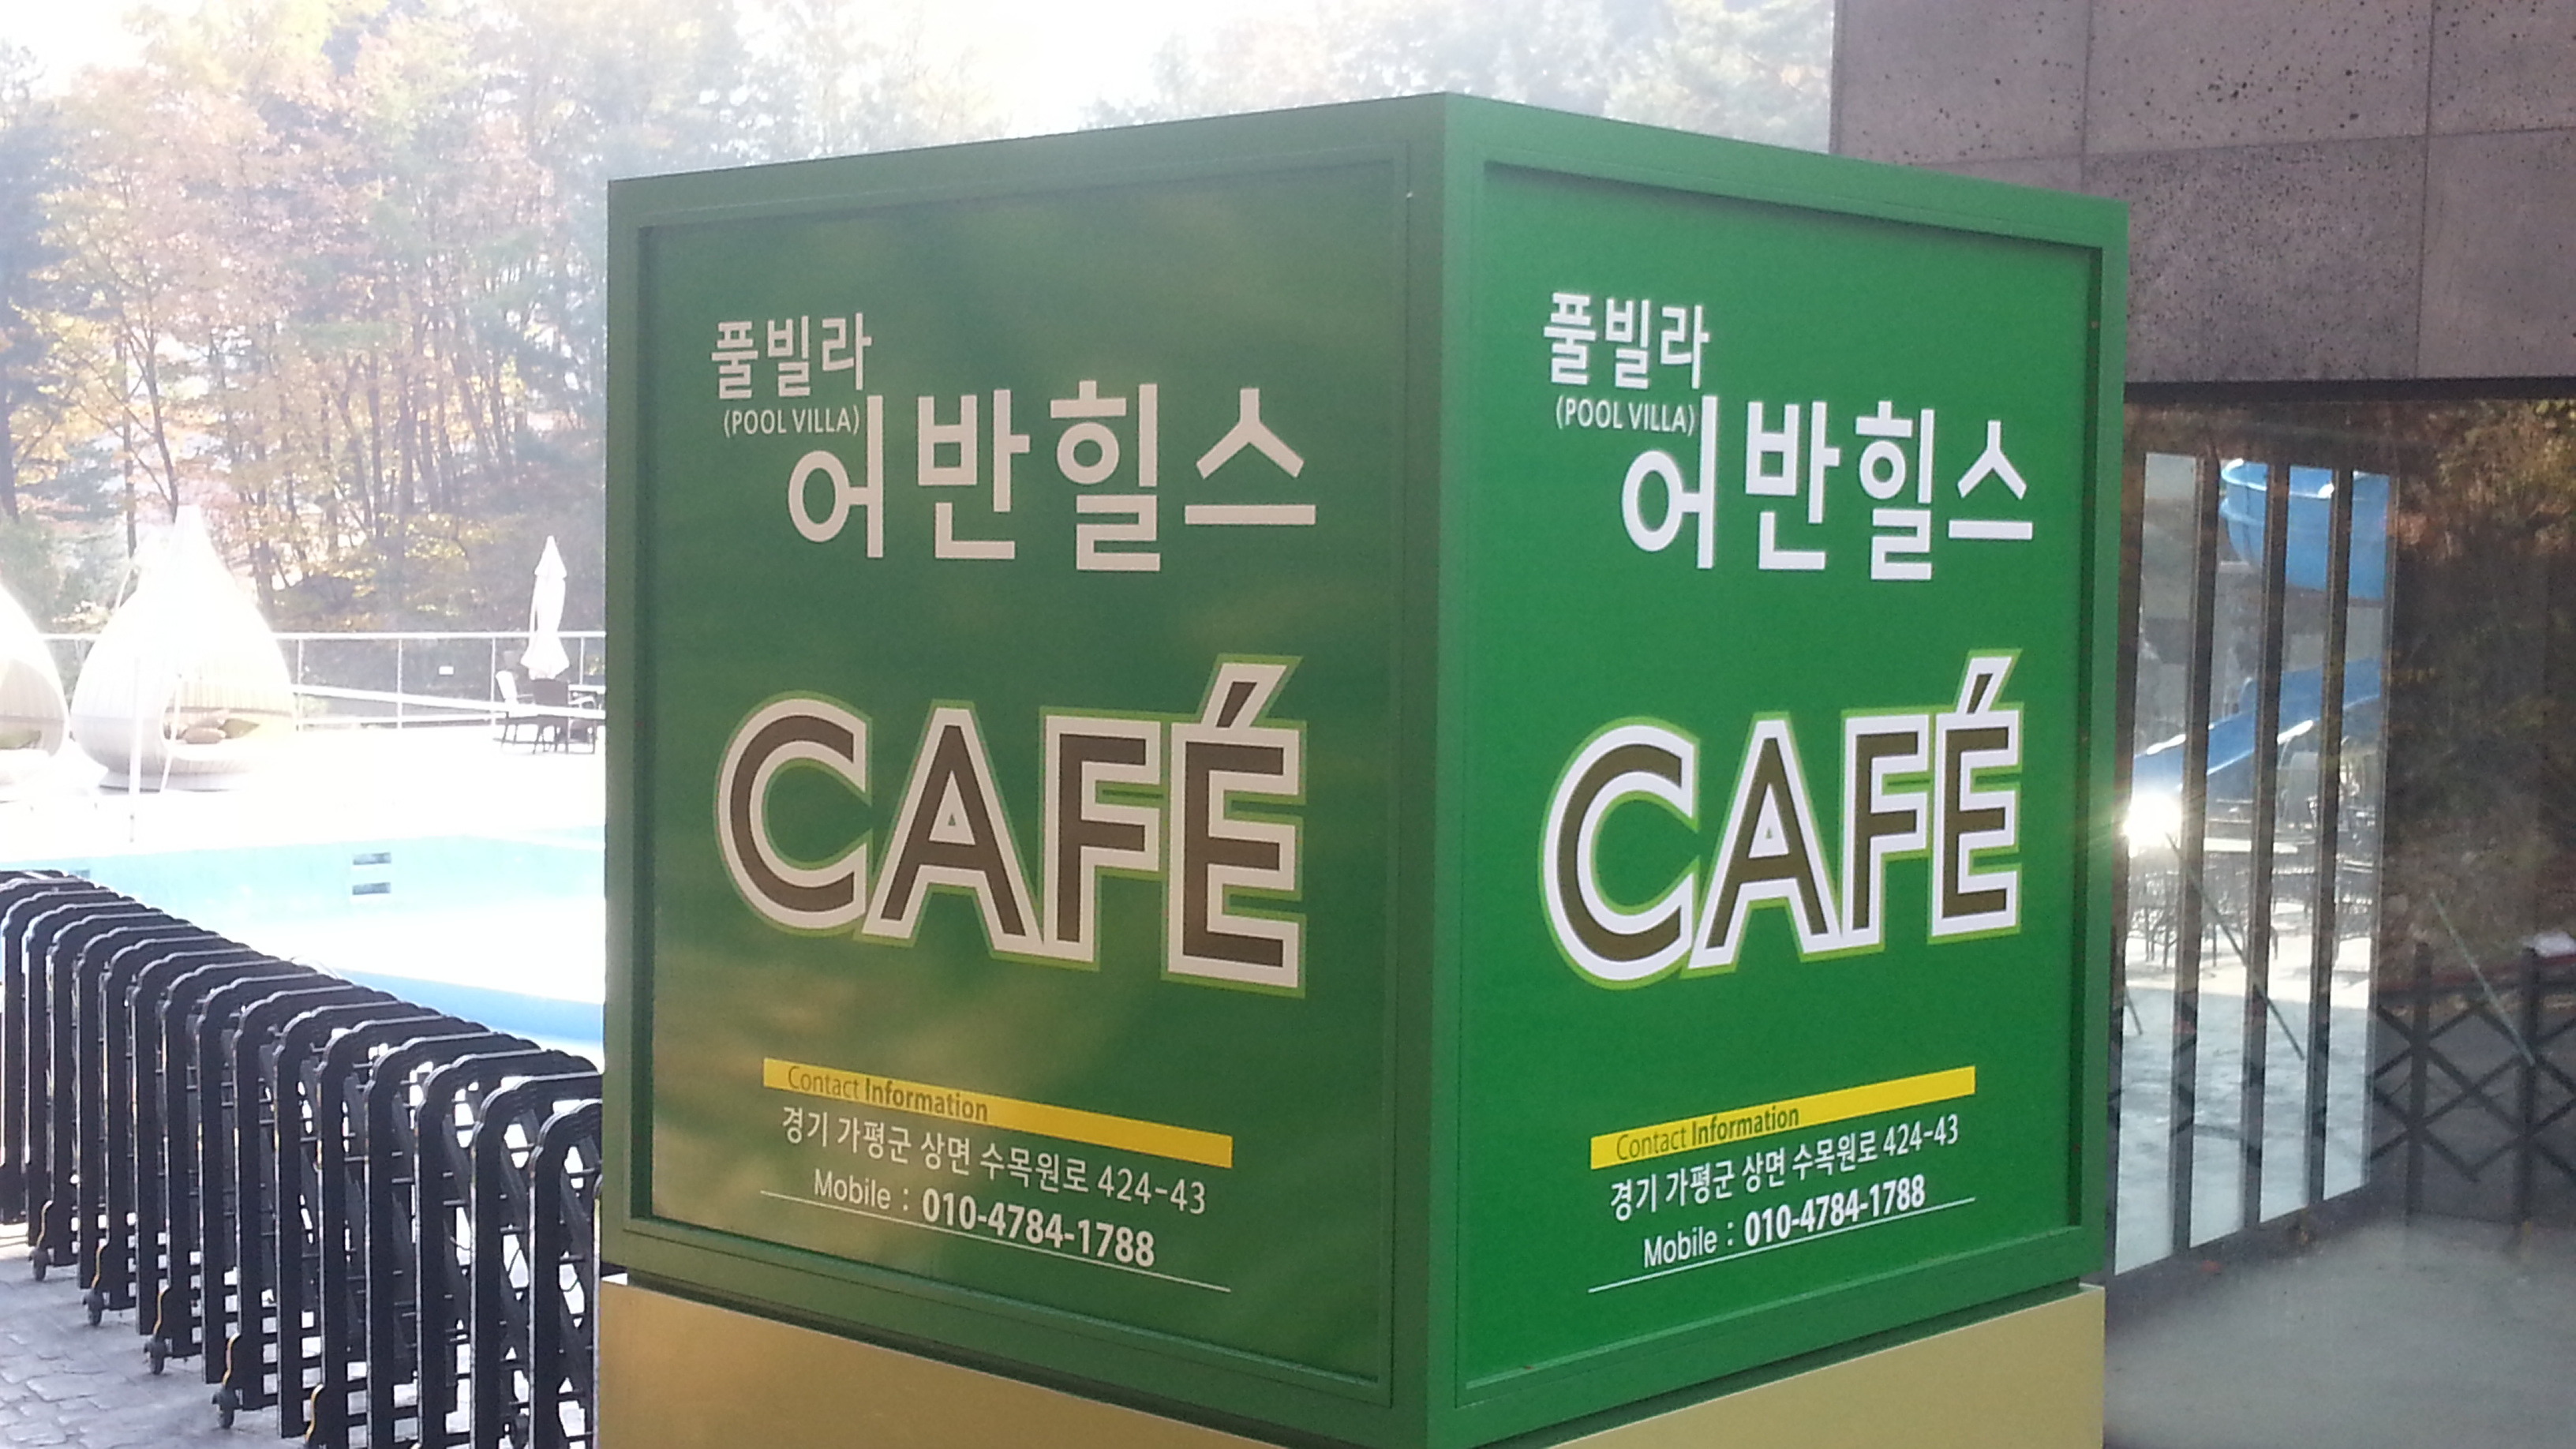 풀빌라
(POOL VILLA)
어반힐스
CAFÉ
Contact Information
경기 가평군 상면 수목원로 424-43
Mobile : 010-4784-1788
풀빌라
(POOL VILLA)
어반힐스
CAFÉ
Contact Information
경기 가평군 상면 수목원로 424-43
Mobile : 010-4784-1788